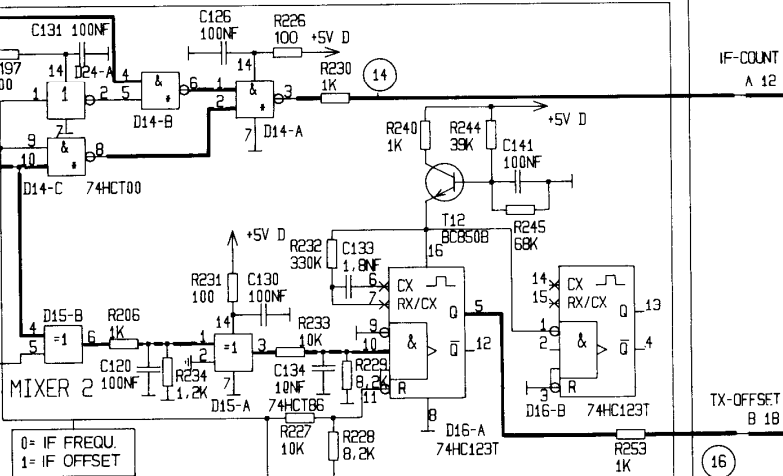 C131 100NF
C126
100NF
R226
100
+5V D
197
00
14
D24-A
1
1
2
7
4
5
&
*
6
D14-B
1
2
14
&
*
3
7
D14-A
R230
1K
14
IF-COUNT
A 12
9
10
&
*
8
D14-C
74HCT00
+5V D
R240
1K
R244
39K
C141
100NF
R245
68K
T12
BC850B
+5V D
R231
100
C130
100NF
R232
330K
C133
1,8NF
16
6
7
CX
RX/CX
Q
5
9
10
&
Q
12
11
R
8
D16-A
74HC123T
14
15
CX
RX/CX
Q
13
1
2
&
Q
4
3
R
D16-B
74HC123T
D15-B
4
5
=1
6
R206
1K
C120
100NF
R234
1,2K
14
1
2
=1
3
7
D15-A
74HCT86
R233
10K
C134
10NF
R229
8,2K
R227
10K
R228
8,2K
MIXER 2
0= IF FREQU.
1= IF OFFSET
TX-OFFSET
B 18
R253
1K
16